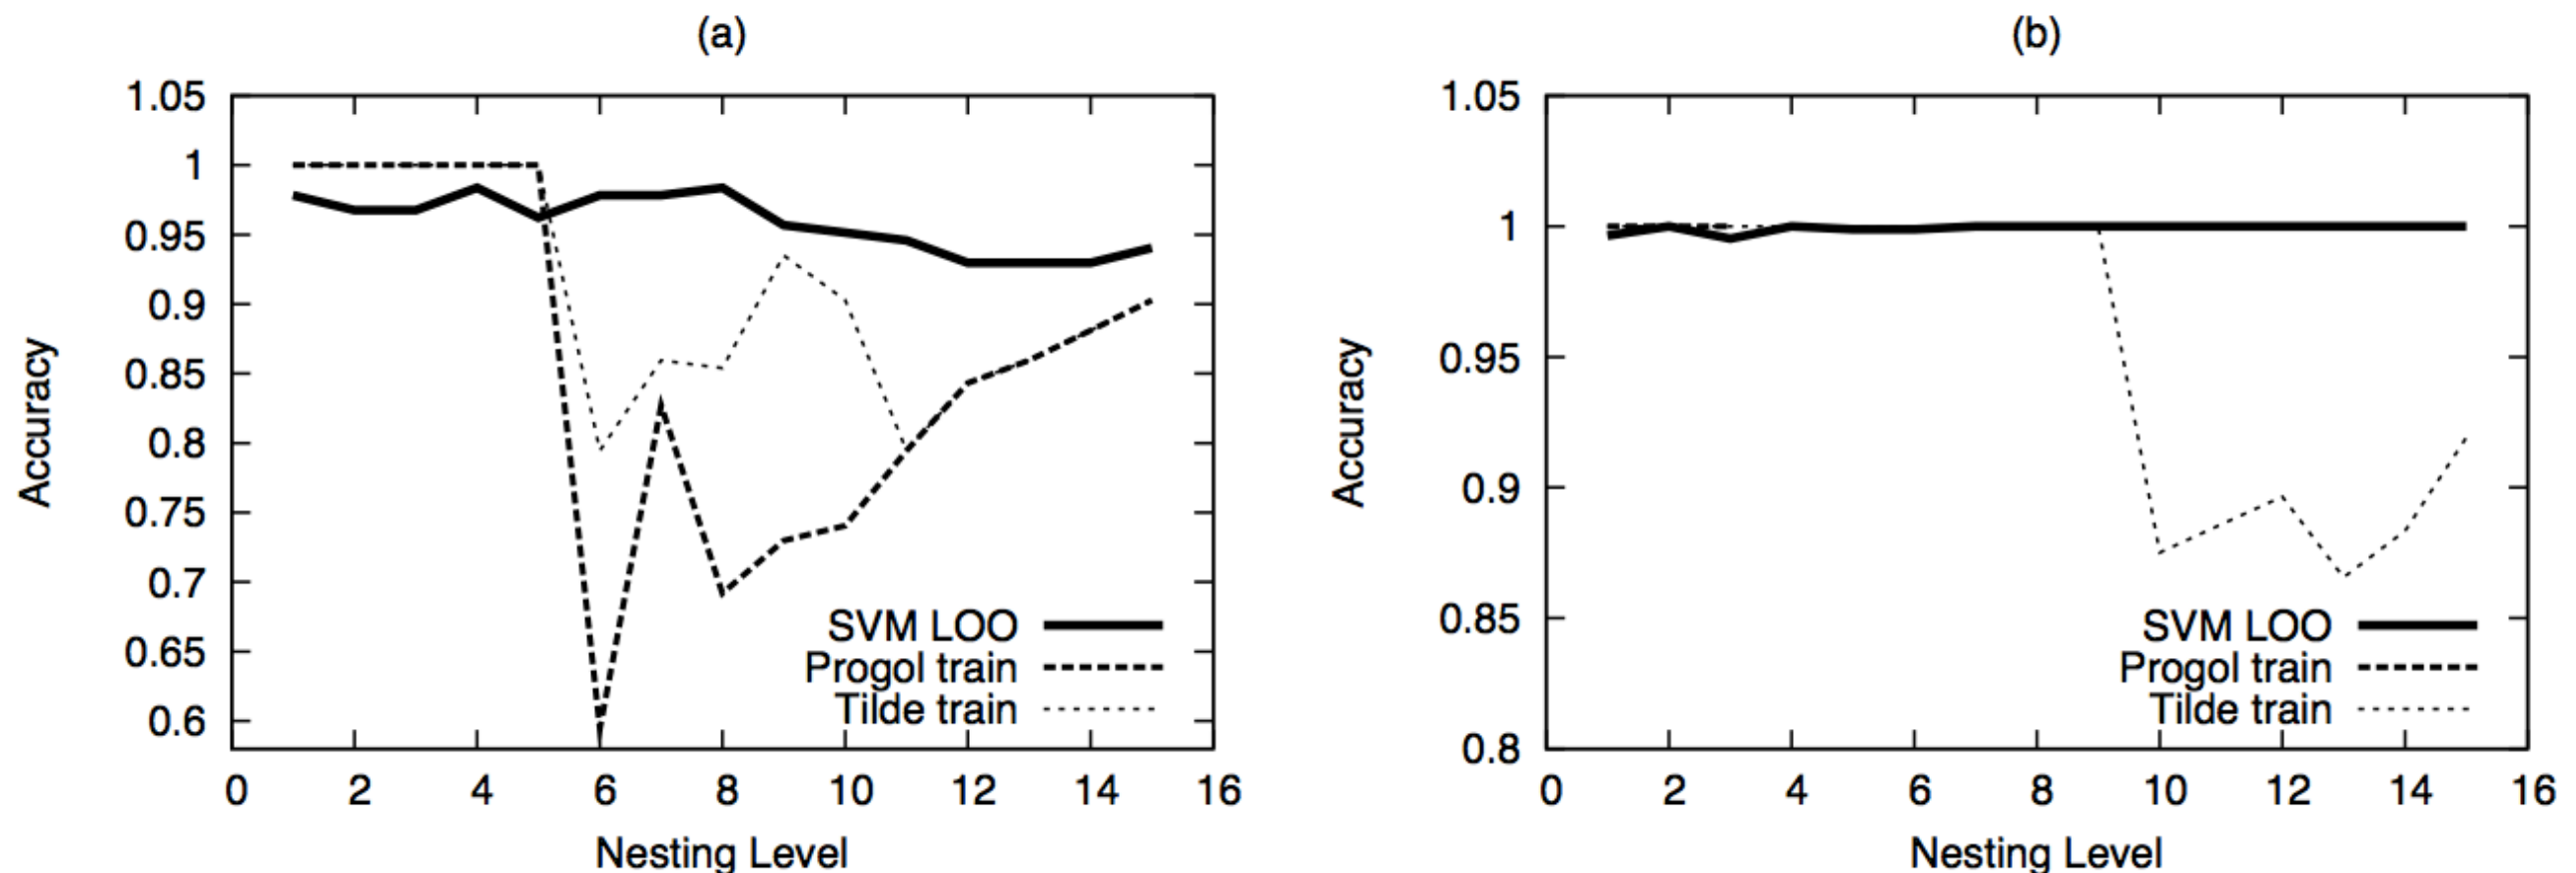 (a)
1.05
1
0.95
0.9
0.85
0.8
0.75
0.7
0.65
0.6
Accuracy
SVM LOO
Progol train
Tilde train
0 2 4 6 8 10 12 14 16
Nesting Level
(b)
1.05
1
0.95
0.9
0.85
0.8
Accuracy
SVM LOO
Progol train
Tilde train
0 2 4 6 8 10 12 14 16
Nesting Level